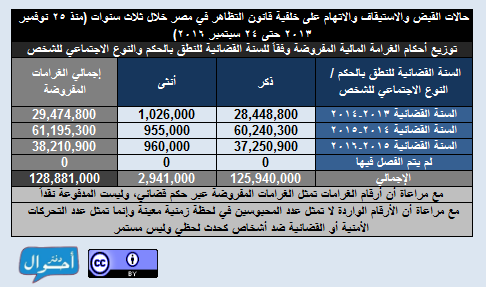 حالات القبض والاستيقاف والاتهام على خلفية قانون التظاهر في مصر خلال ثلاث سنوات (منذ ٢٥ نوفمبر
٢٠١٣ حتى ٢٤ سبتمبر ٢٠١٦)
توزيع أحكام الغرامة المالية المفروضة وفقاً للسنة القضائية للنطق بالحكم والنوع الاجتماعي للشخص
السنة القضائية للنطق بالحكم / النوع الاجتماعي للشخص ذكر أنثى إجمالي الغرامات المفروضة
السنة القضائية ٢٠١٣-٢٠١٤ 28,448,800 1,026,000 29,474,800
السنة القضائية ٢٠١٤-٢٠١٥ 60,240,300 955,000 61,195,300
السنة القضائية ٢٠١٥-٢٠١٦ 37,250,900 960,000 38,210,900
لم يتم الفصل فيها 0 0 0
الإجمالي 125,940,000 2,941,000 128,881,000
مع مراعاة أن أرقام الغرامات تمثل الغرامات المفروضة عبر حكم قضائي، وليست المدفوعة نقداً
مع مراعاة أن الأرقام الواردة لا تمثل عدد المحبوسين في لحظة زمنية معينة وإنما تمثل عدد التحركات
الأمنية أو القضائية ضد أشخاص كحدث لحظي وليس مستمر
دفتر أحوال
cc
BY